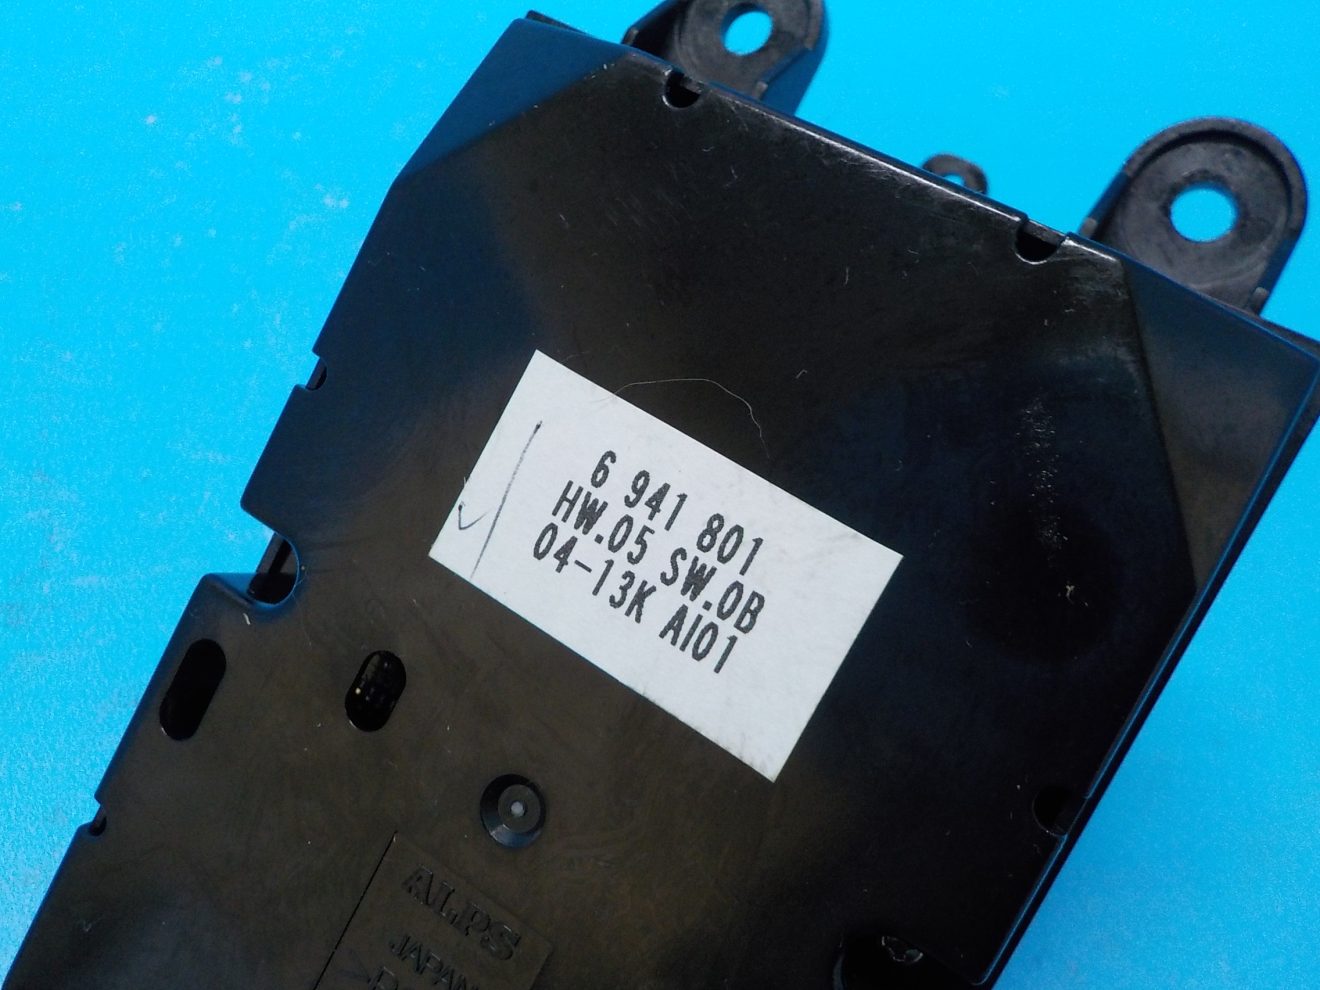 6 941 801
HW.05 SW.0B
04-13K AI01
ALPS
JAPAN